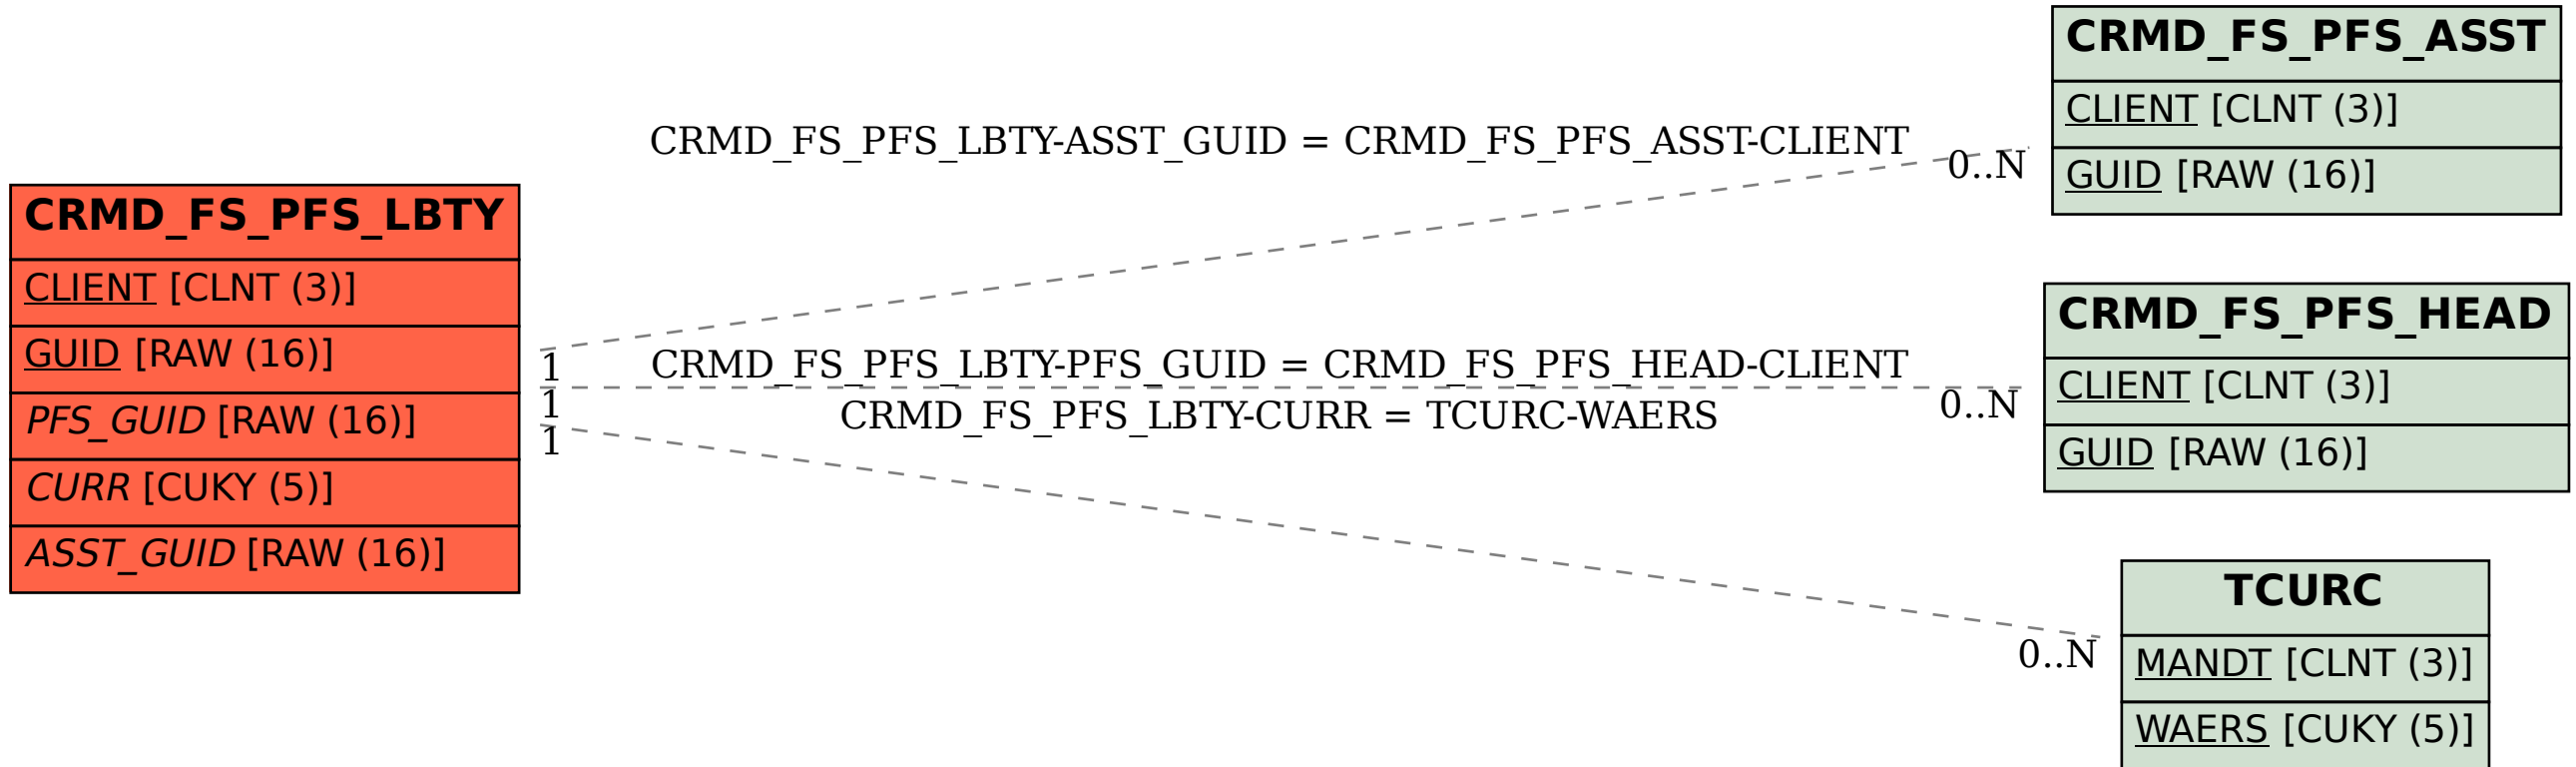 CRMD_FS_PFS_LBTY
CLIENT [CLNT (3)]
GUID [RAW (16)]
PFS_GUID [RAW (16)]
CURR [CUKY (5)]
ASST_GUID [RAW (16)]
CRMD_FS_PFS_LBTY-ASST_GUID = CRMD_FS_PFS_ASST-CLIENT
0..N
1
CRMD_FS_PFS_LBTY-PFS_GUID = CRMD_FS_PFS_HEAD-CLIENT
1
0..N
CRMD_FS_PFS_LBTY-CURR = TCURC-WAERS
1
0..N
CRMD_FS_PFS_ASST
CLIENT [CLNT (3)]
GUID [RAW (16)]
CRMD_FS_PFS_HEAD
CLIENT [CLNT (3)]
GUID [RAW (16)]
TCURC
MANDT [CLNT (3)]
WAERS [CUKY (5)]